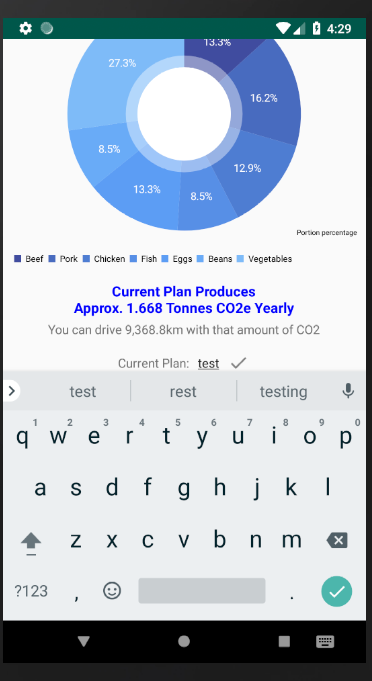 4:29
13.3%
27.3%
16.2%
8.5%
12.9%
13.3%
8.5%
Portion percentage
Beef Pork Chicken Fish Eggs Beans Vegetables
Current Plan Produces
Approx. 1.668 Tonnes CO2e Yearly
You can drive 9,368.8km with that amount of CO2
Current Plan: test
test rest testing
1 2 3 4 5 6 7 8 9 0
q w e r t y u i o p
a s d f g h j k l
z x c v b n m
?123 , .